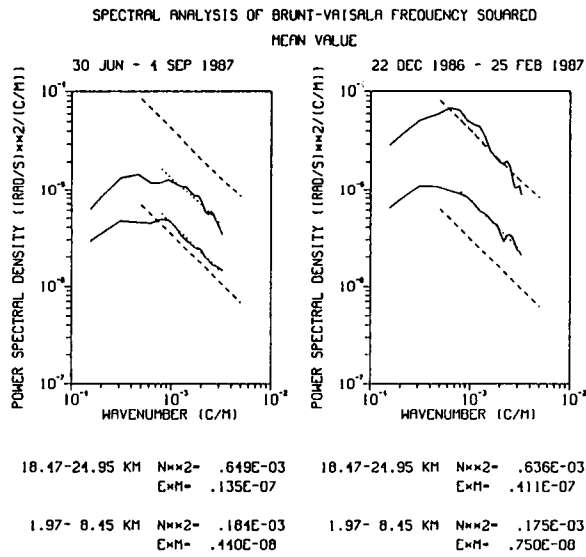 SPECTRAL ANALYSIS OF BRUNT-VAISALA FREQUENCY SQUARED
MEAN VALUE
30 JUN - 4 SEP 1987
POWER SPECTRAL DENSITY ((RAD/S)**2/(C/M))
10⁻⁴
10⁻⁷
10⁻⁴ 10⁻³ 10⁻²
WAVENUMBER (C/M)
22 DEC 1986 - 25 FEB 1987
POWER SPECTRAL DENSITY ((RAD/S)**2/(C/M))
10⁻⁷
10⁻⁴ 10⁻³ 10⁻²
WAVENUMBER (C/M)
18.47-24.95 KM N**2= .649E-03
E*M= .135E-07
1.97- 8.45 KM N**2= .184E-03
E*M= .440E-08
18.47-24.95 KM N**2= .636E-03
E*M= .411E-07
1.97- 8.45 KM N**2= .175E-03
E*M= .750E-08